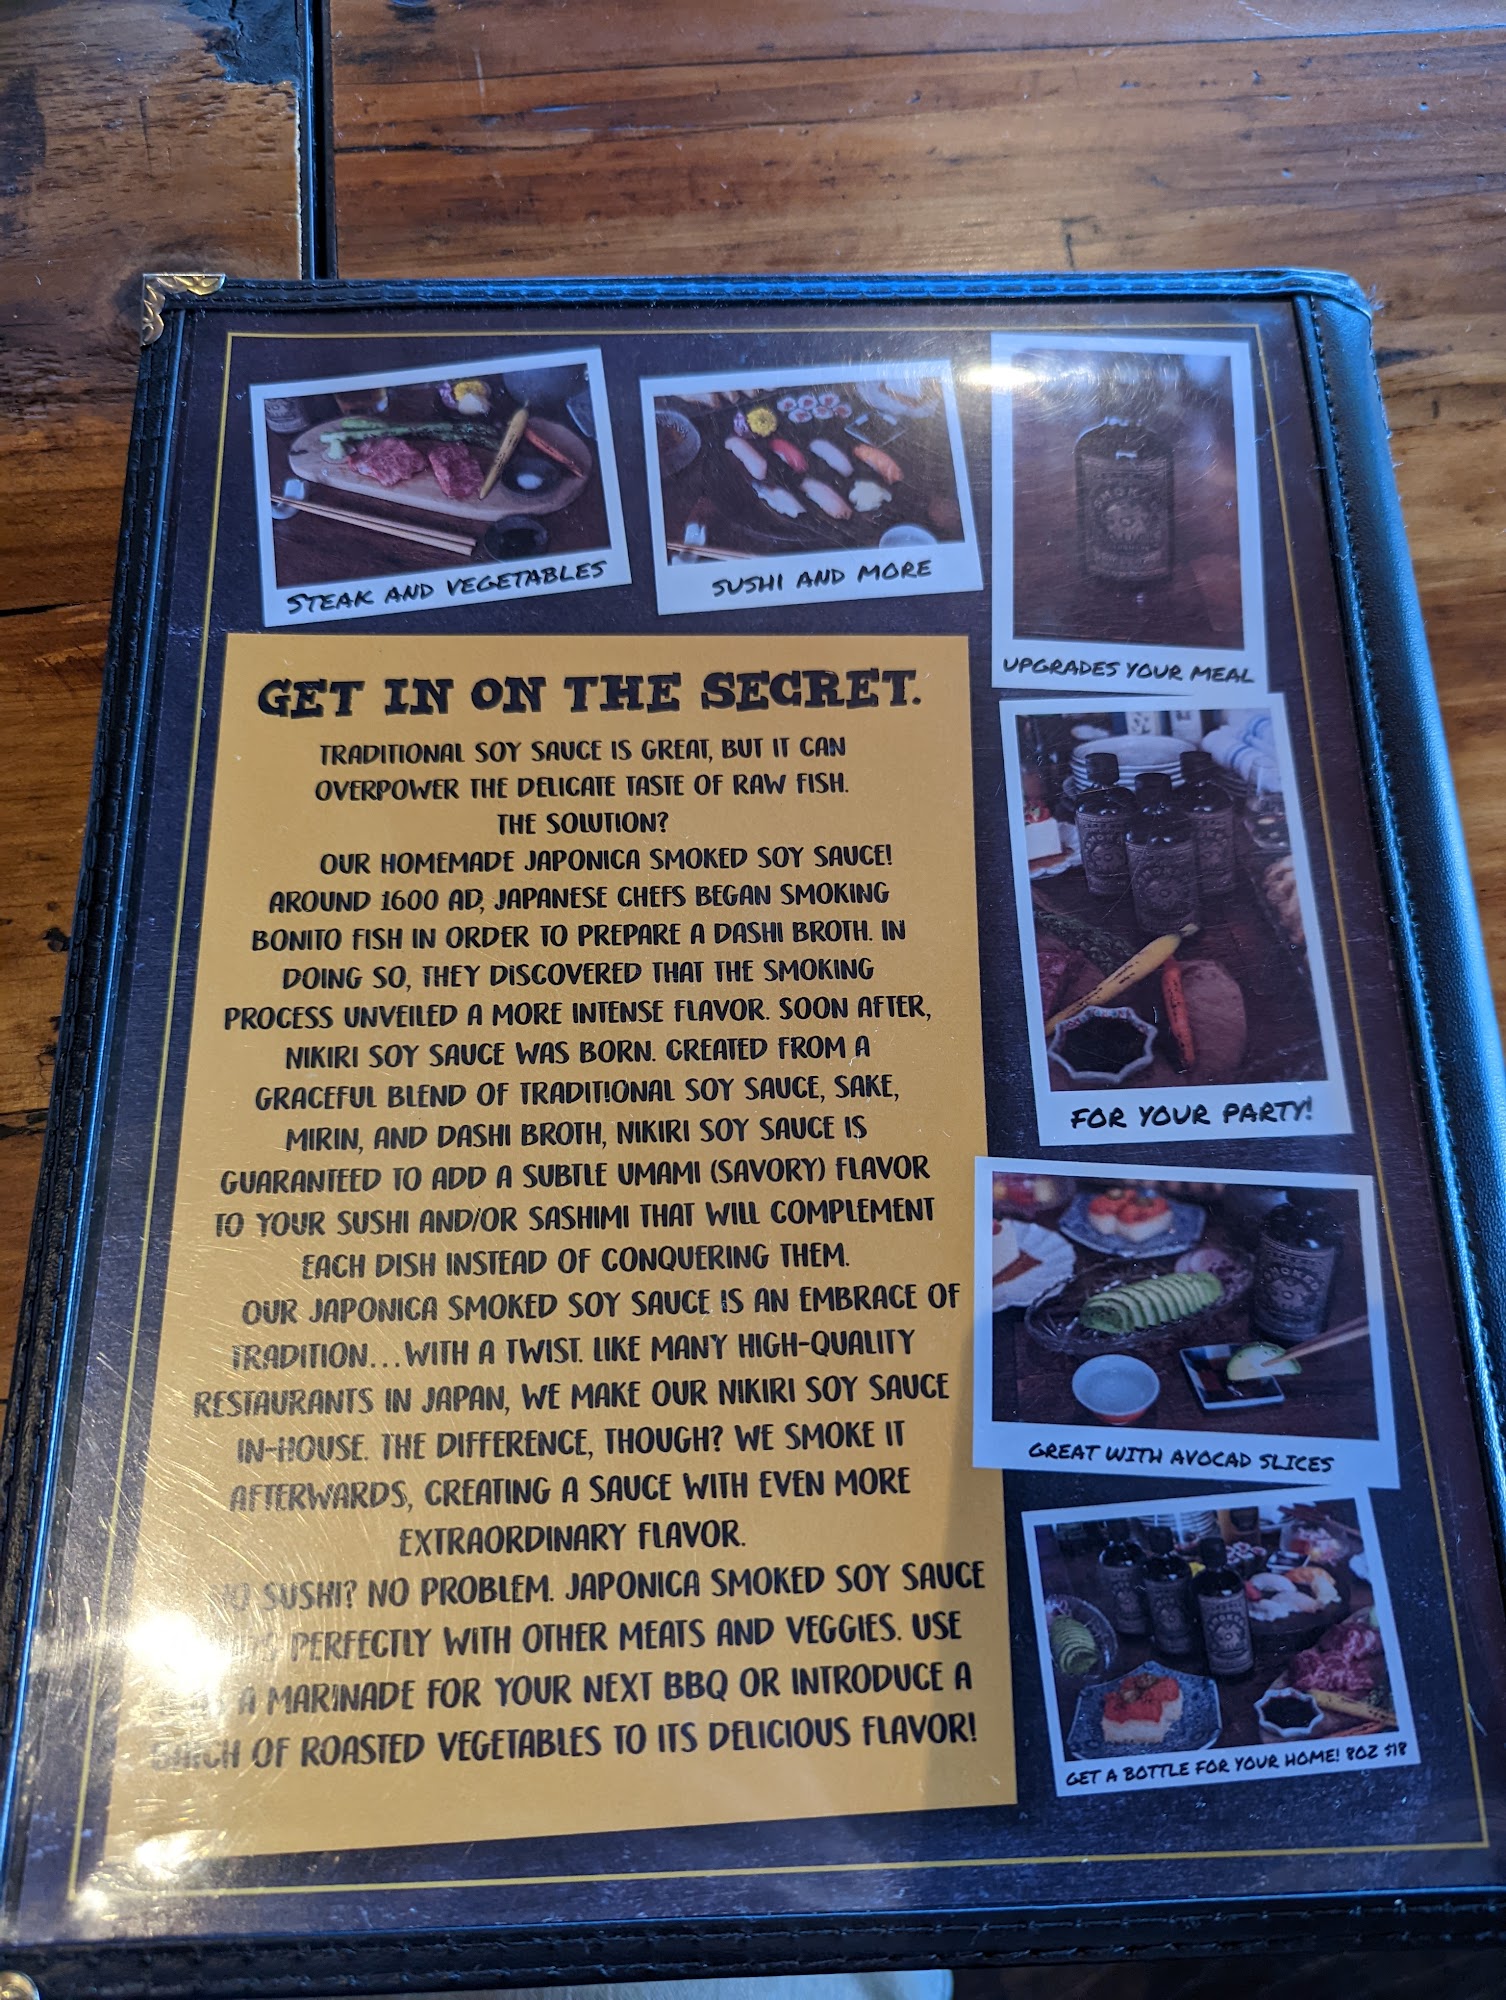 STEAK AND VEGETABLES
SUSHI AND MORE
UPGRADES YOUR MEAL
GET IN ON THE SECRET.
TRADITIONAL SOY SAUCE IS GREAT, BUT IT CAN
OVERPOWER THE DELICATE TASTE OF RAW FISH.
THE SOLUTION?
OUR HOMEMADE JAPONICA SMOKED SOY SAUCE!
AROUND 1600 AD, JAPANESE CHEFS BEGAN SMOKING
BONITO FISH IN ORDER TO PREPARE A DASHI BROTH. IN
DOING SO, THEY DISCOVERED THAT THE SMOKING
PROCESS UNVEILED A MORE INTENSE FLAVOR. SOON AFTER,
NIKIRI SOY SAUCE WAS BORN. CREATED FROM A
GRACEFUL BLEND OF TRADITIONAL SOY SAUCE, SAKE,
MIRIN, AND DASHI BROTH, NIKIRI SOY SAUCE IS
GUARANTEED TO ADD A SUBTLE UMAMI (SAVORY) FLAVOR
TO YOUR SUSHI AND/OR SASHIMI THAT WILL COMPLEMENT
EACH DISH INSTEAD OF CONQUERING THEM.
OUR JAPONICA SMOKED SOY SAUCE IS AN EMBRACE OF
TRADITION...WITH A TWIST. LIKE MANY HIGH-QUALITY
RESTAURANTS IN JAPAN, WE MAKE OUR NIKIRI SOY SAUCE
IN-HOUSE. THE DIFFERENCE, THOUGH? WE SMOKE IT
AFTERWARDS, CREATING A SAUCE WITH EVEN MORE
EXTRAORDINARY FLAVOR.
NO SUSHI? NO PROBLEM. JAPONICA SMOKED SOY SAUCE
PERFECTLY WITH OTHER MEATS AND VEGGIES. USE
A MARINADE FOR YOUR NEXT BBQ OR INTRODUCE A
BATCH OF ROASTED VEGETABLES TO ITS DELICIOUS FLAVOR!
FOR YOUR PARTY!
GREAT WITH AVOCAD SLICES
GET A BOTTLE FOR YOUR HOME! 8OZ $18